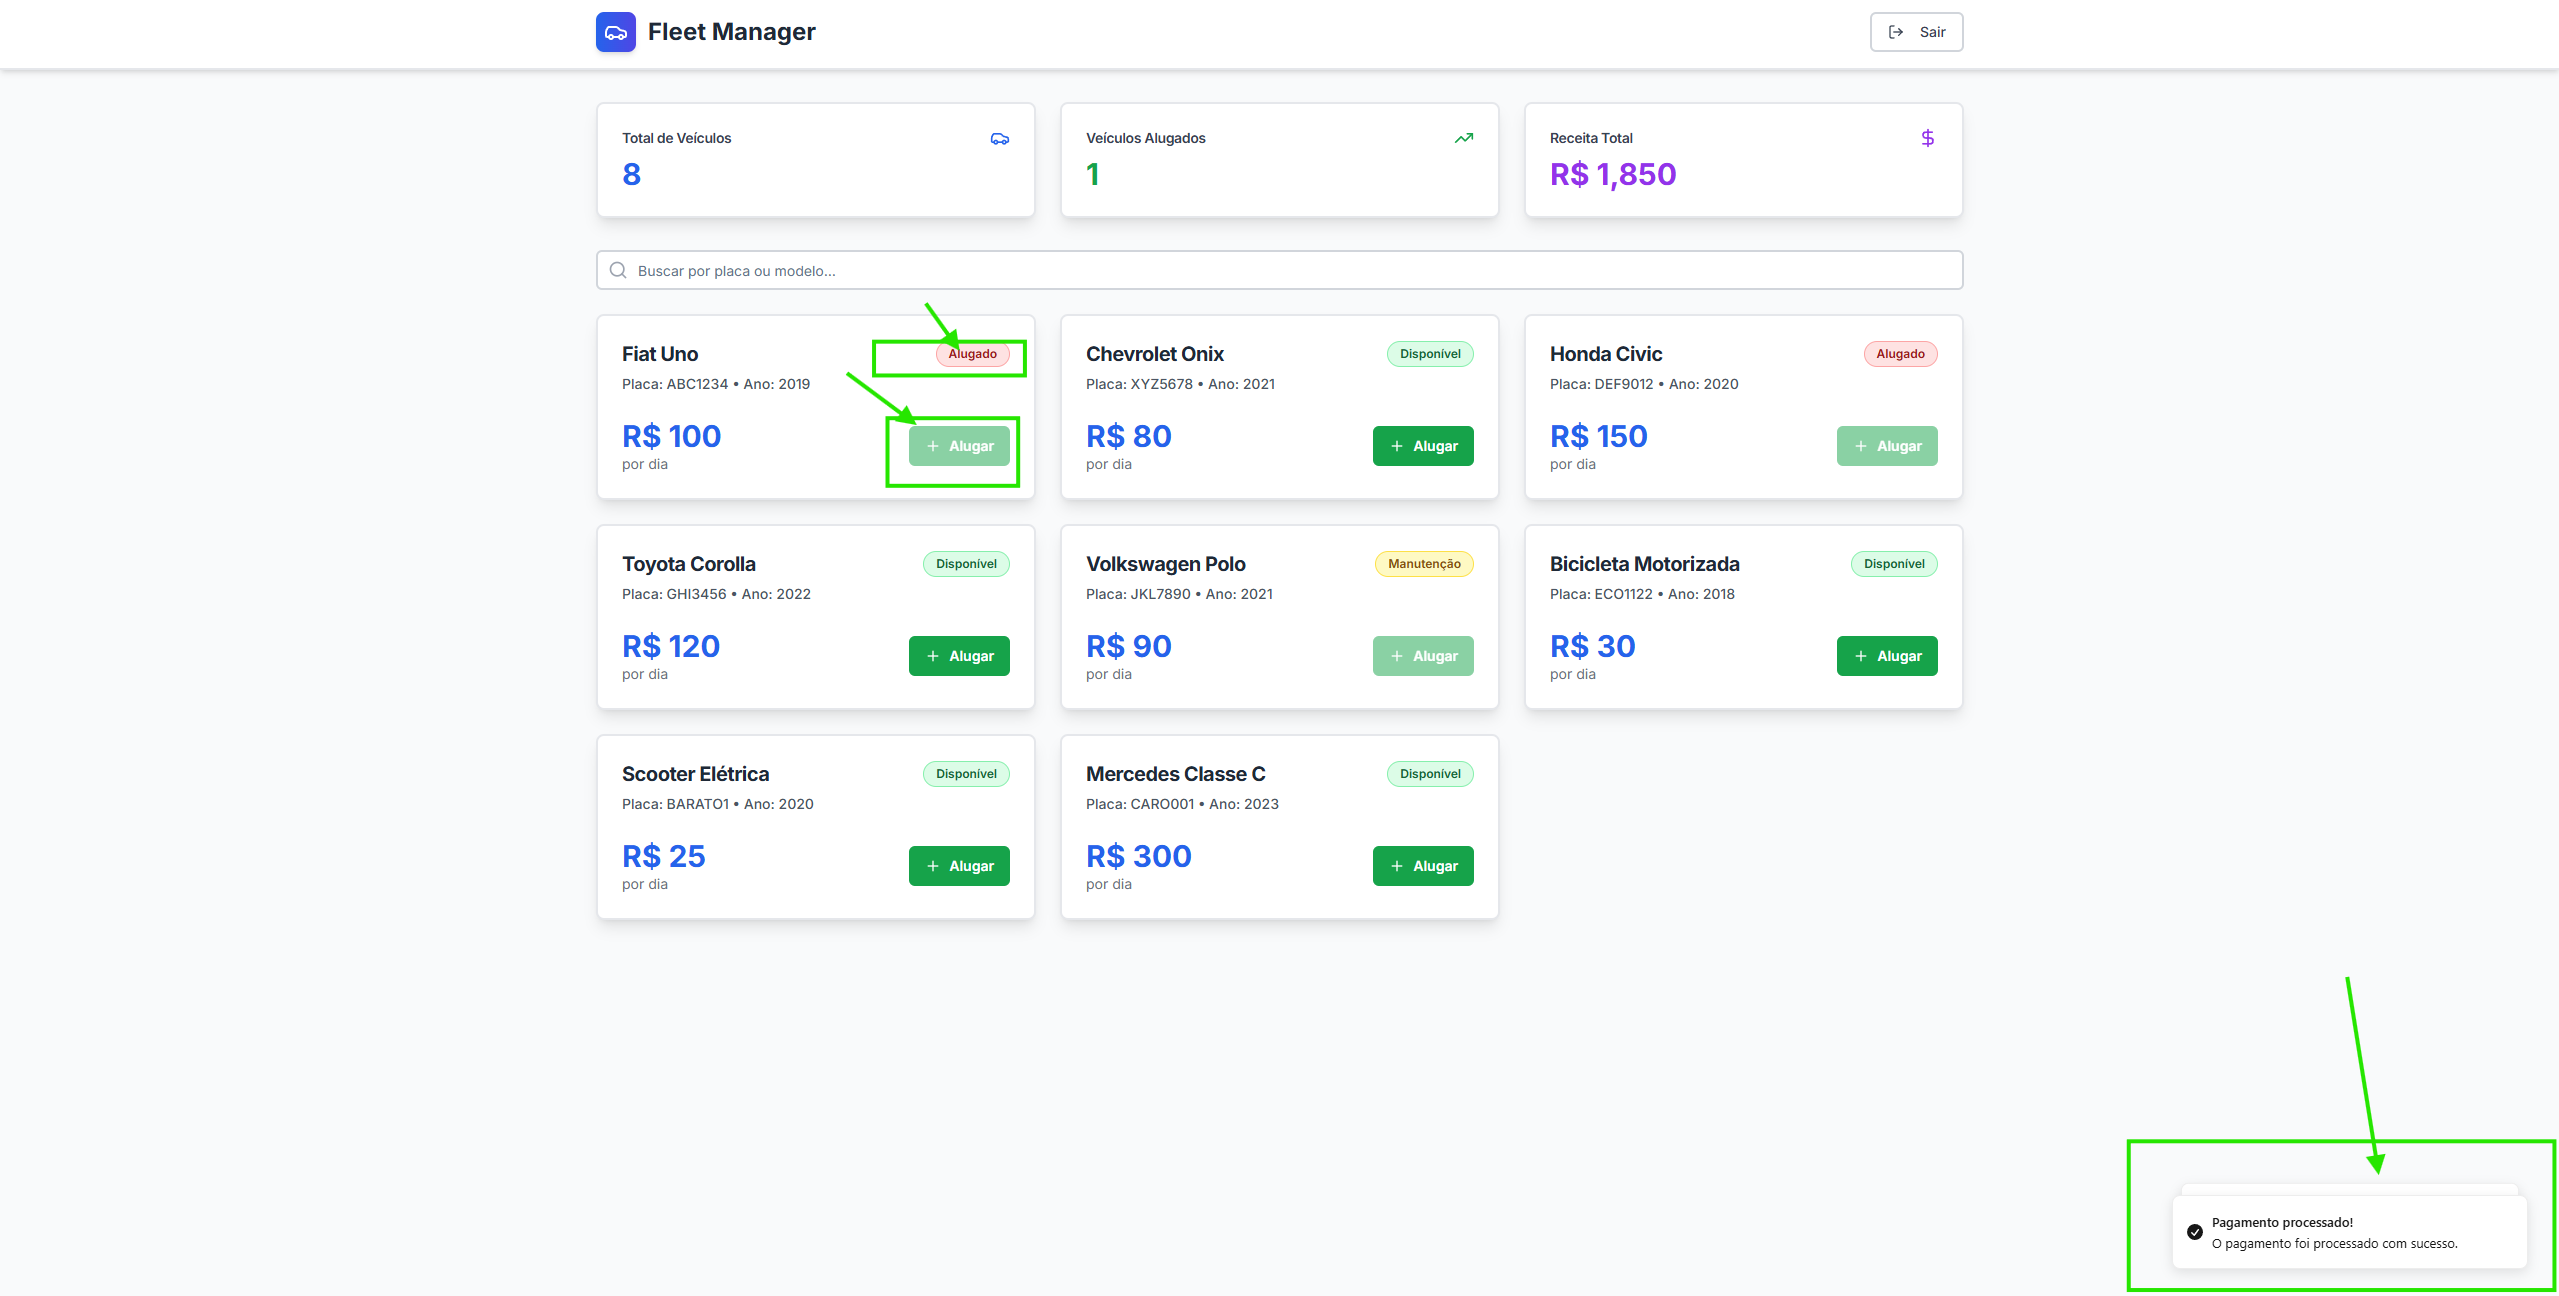 Fleet Manager
Sair
Total de Veículos
8
Veículos Alugados
1
Receita Total
$
R$ 1,850
Buscar por placa ou modelo...
Fiat Uno
Alugado
Placa: ABC1234 • Ano: 2019
R$ 100
por dia
+ Alugar
Chevrolet Onix
Disponível
Placa: XYZ5678 • Ano: 2021
R$ 80
por dia
+ Alugar
Honda Civic
Alugado
Placa: DEF9012 • Ano: 2020
R$ 150
por dia
+ Alugar
Toyota Corolla
Disponível
Placa: GHI3456 • Ano: 2022
R$ 120
por dia
+ Alugar
Volkswagen Polo
Manutenção
Placa: JKL7890 • Ano: 2021
R$ 90
por dia
+ Alugar
Bicicleta Motorizada
Disponível
Placa: ECO1122 • Ano: 2018
R$ 30
por dia
+ Alugar
Scooter Elétrica
Disponível
Placa: BARATO1 • Ano: 2020
R$ 25
por dia
+ Alugar
Mercedes Classe C
Disponível
Placa: CARO001 • Ano: 2023
R$ 300
por dia
+ Alugar
Pagamento processado!
O pagamento foi processado com sucesso.